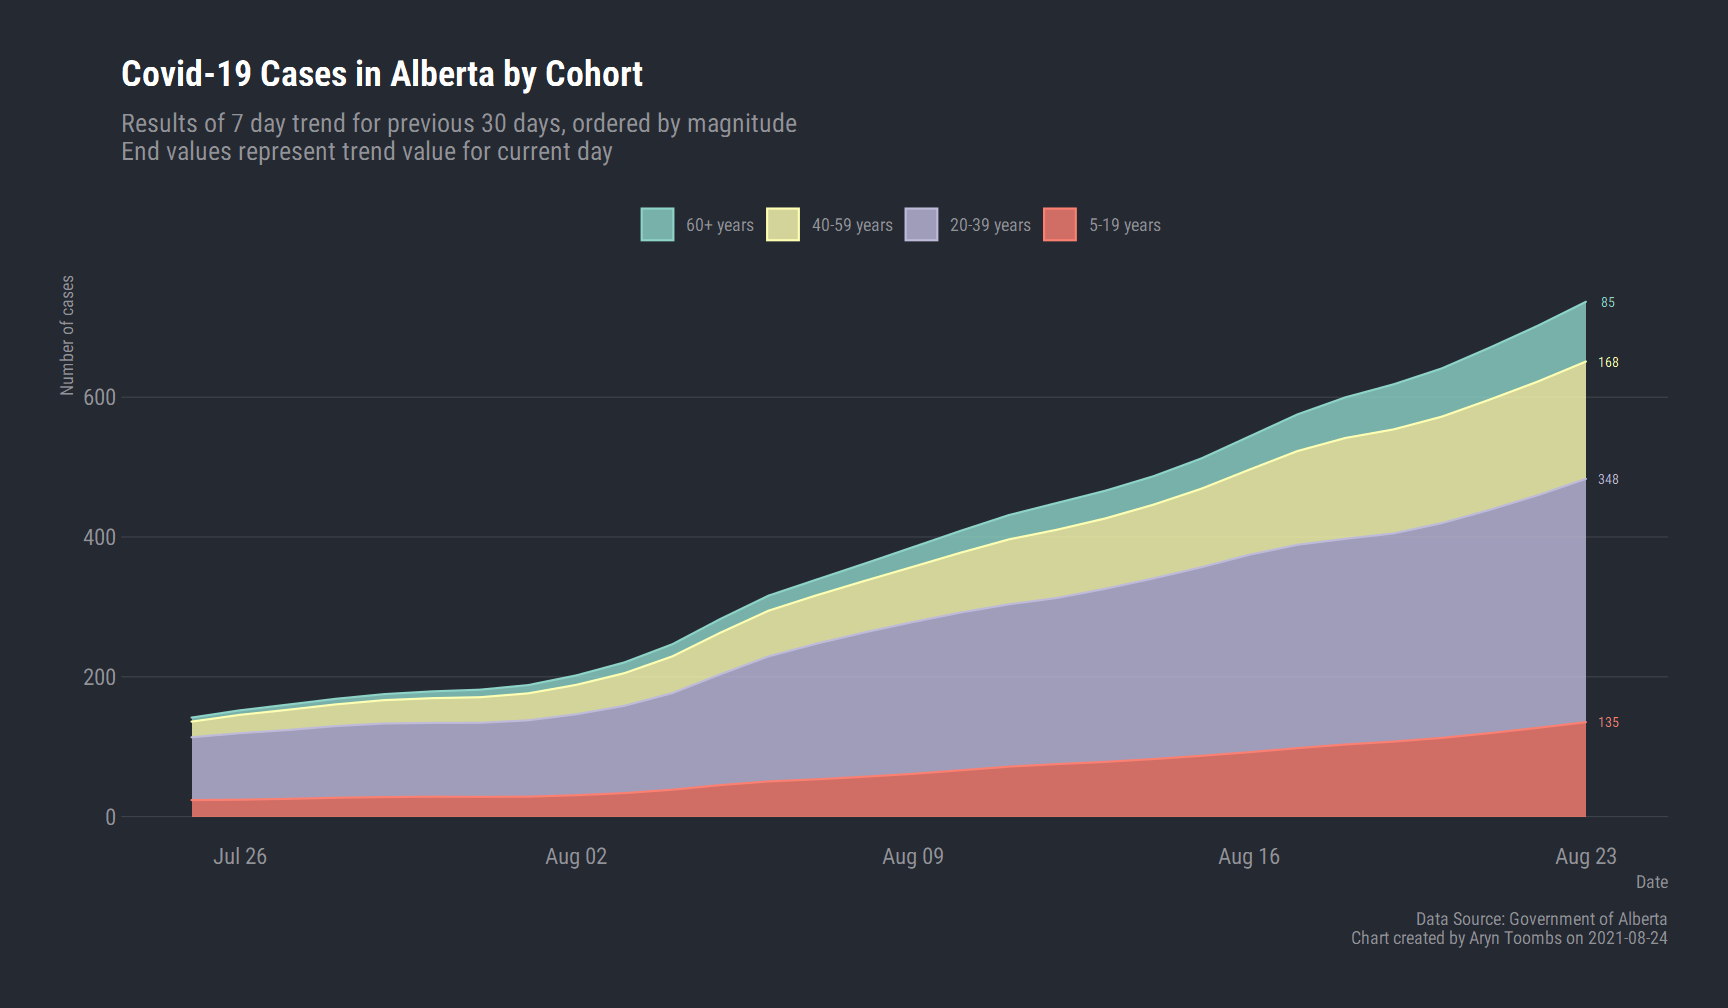 Covid-19 Cases in Alberta by Cohort
Results of 7 day trend for previous 30 days, ordered by magnitude
End values represent trend value for current day
60+ years 40-59 years 20-39 years 5-19 years
Number of cases
85
168
600
348
400
200
135
0
Jul 26 Aug 02 Aug 09 Aug 16 Aug 23
Date
Data Source: Government of Alberta
Chart created by Aryn Toombs on 2021-08-24